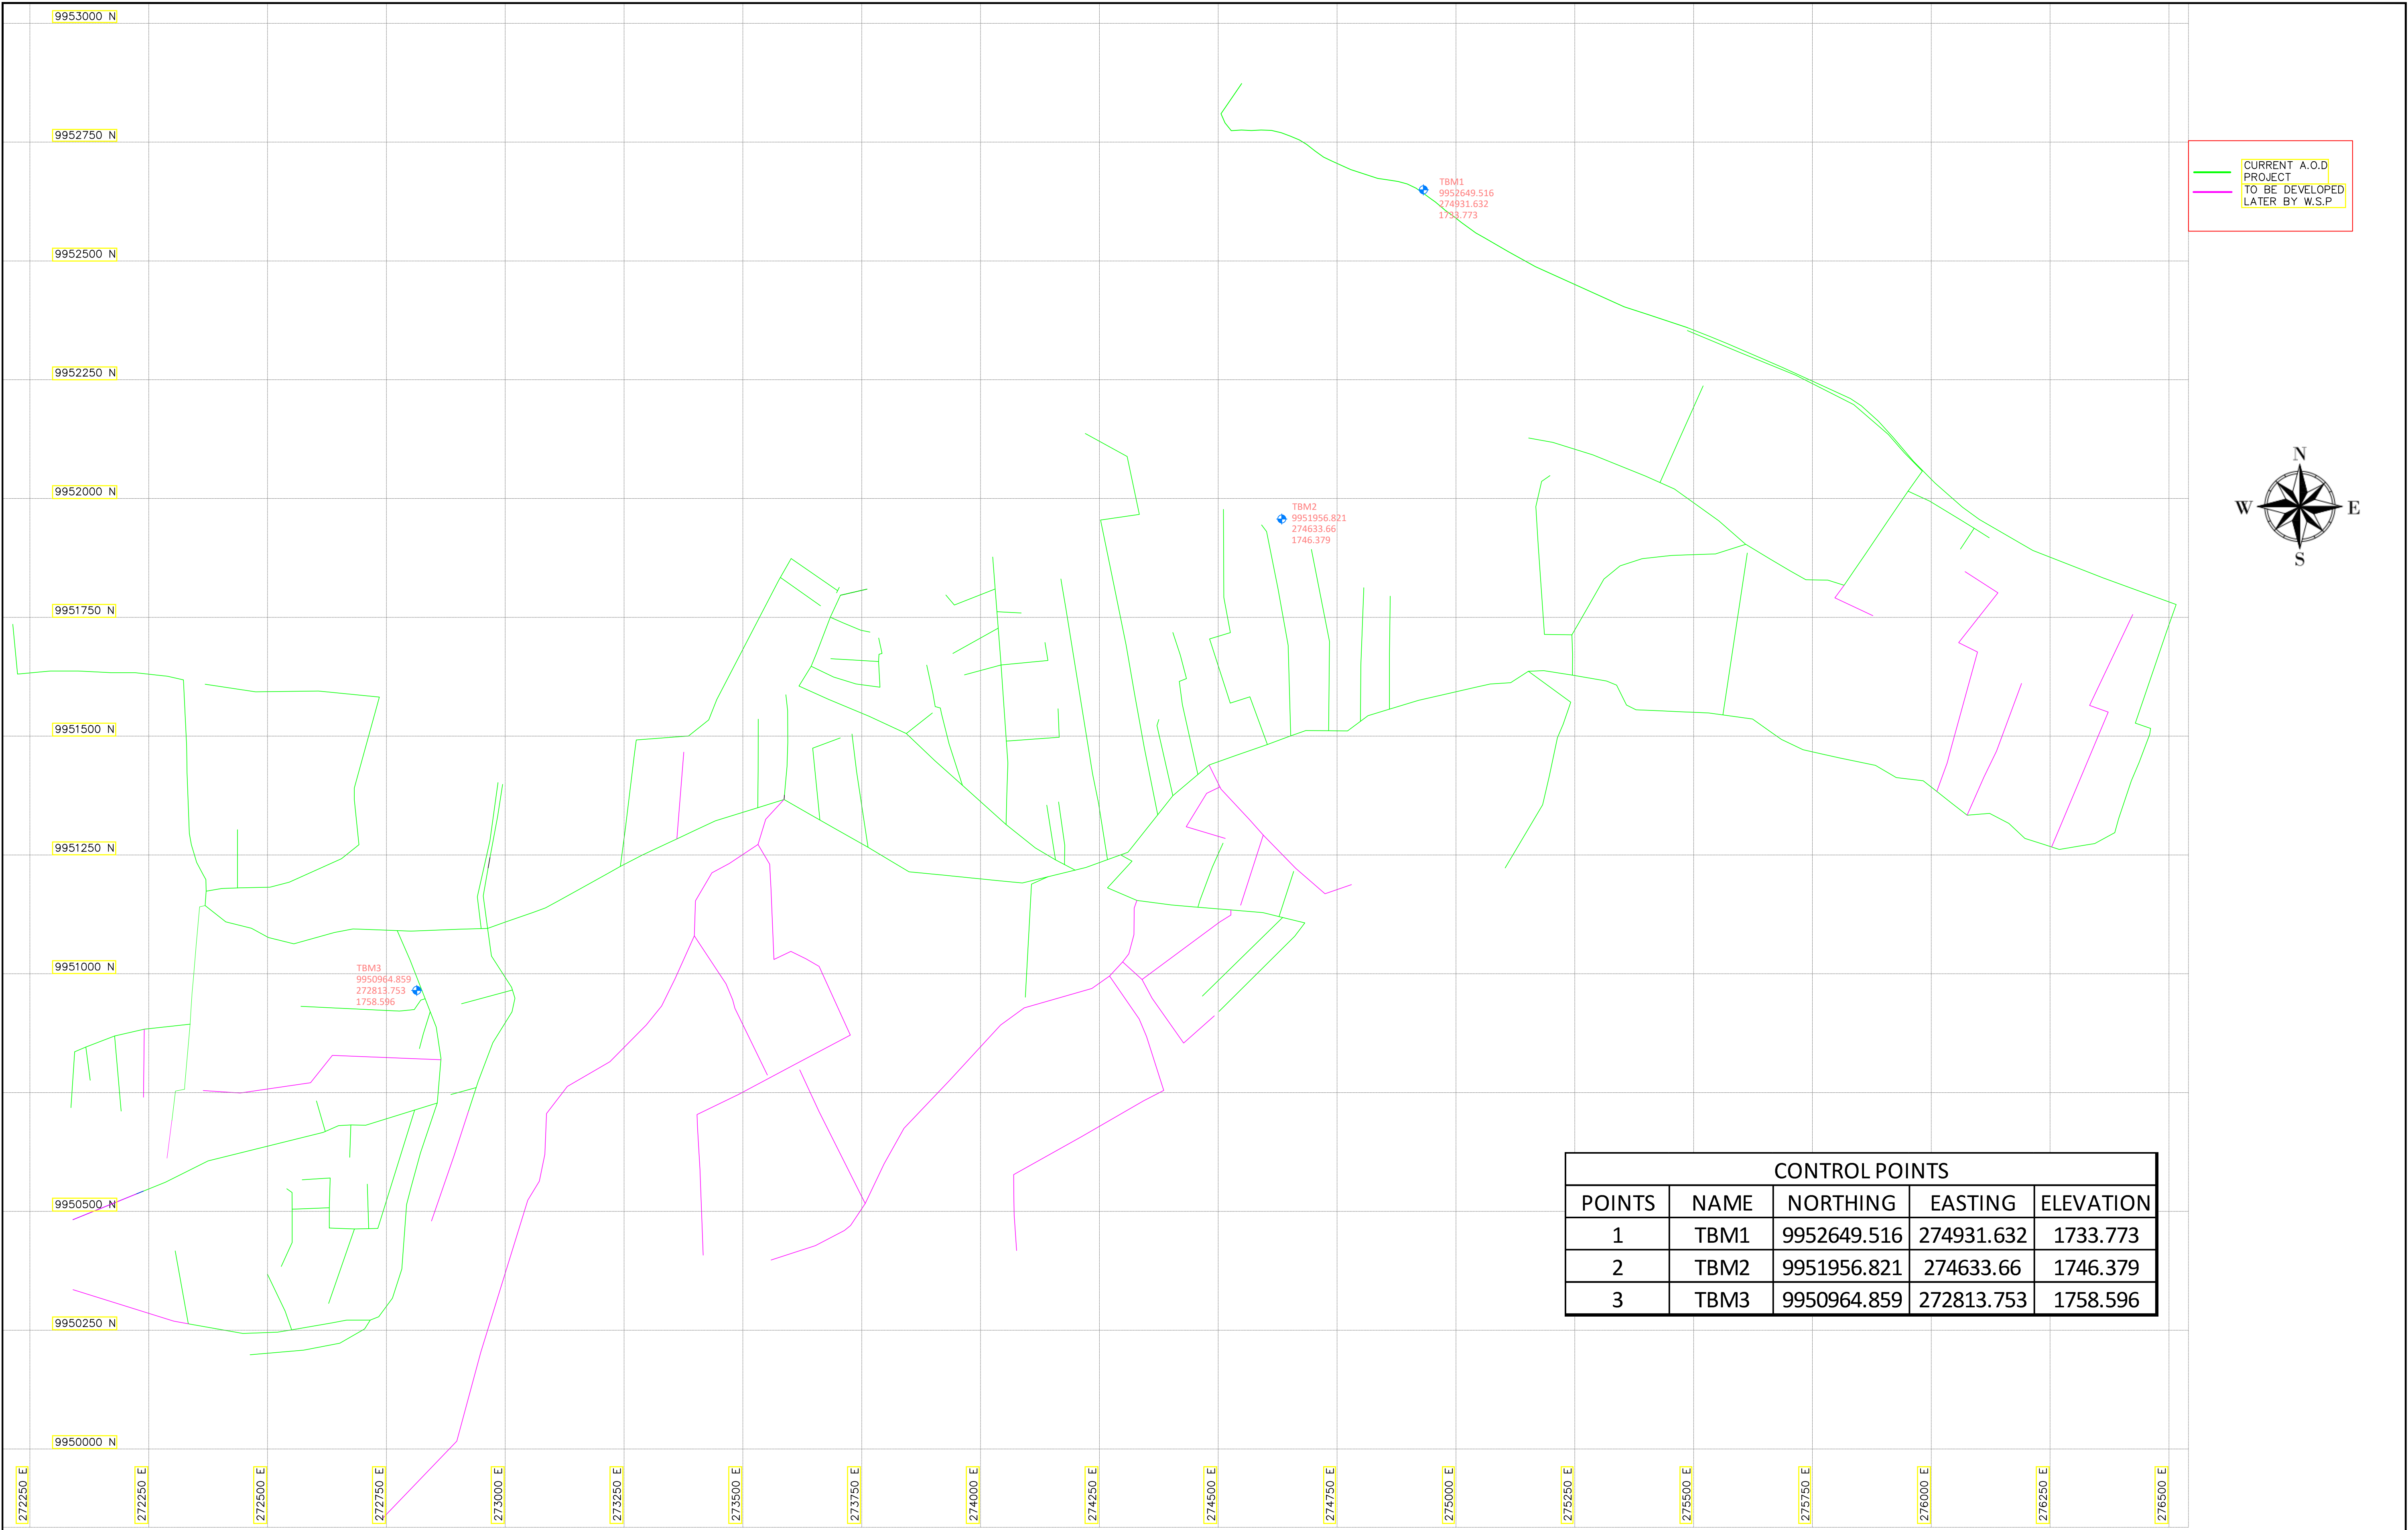 9953000 N
9952750 N
CURRENT A.O.D
PROJECT
TO BE DEVELOPED
LATER BY W.S.P
TBM1
9952649.516
274931.632
1733.773
9952500 N
9952250 N
N
W E
S
9952000 N
TBM2
9951956.821
274633.66
1746.379
9951750 N
9951500 N
9951250 N
9951000 N
TBM3
9950964.859
272813.753
1758.596
CONTROL POINTS
POINTS NAME NORTHING EASTING ELEVATION
1 TBM1 9952649.516 274931.632 1733.773
2 TBM2 9951956.821 274633.66 1746.379
3 TBM3 9950964.859 272813.753 1758.596
9950500 N
9950250 N
9950000 N
272250 E
272250 E
272500 E
272750 E
273000 E
273250 E
273500 E
273750 E
274000 E
274250 E
274500 E
274750 E
275000 E
275250 E
275500 E
275750 E
276000 E
276250 E
276500 E